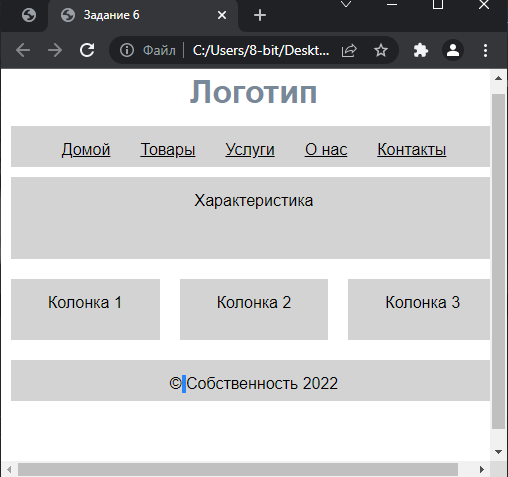 Задание 6
Файл C:/Users/8-bit/Deskt...
Логотип
Домой Товары Услуги О нас Контакты
Характеристика
Колонка 1 Колонка 2 Колонка 3
© Собственность 2022